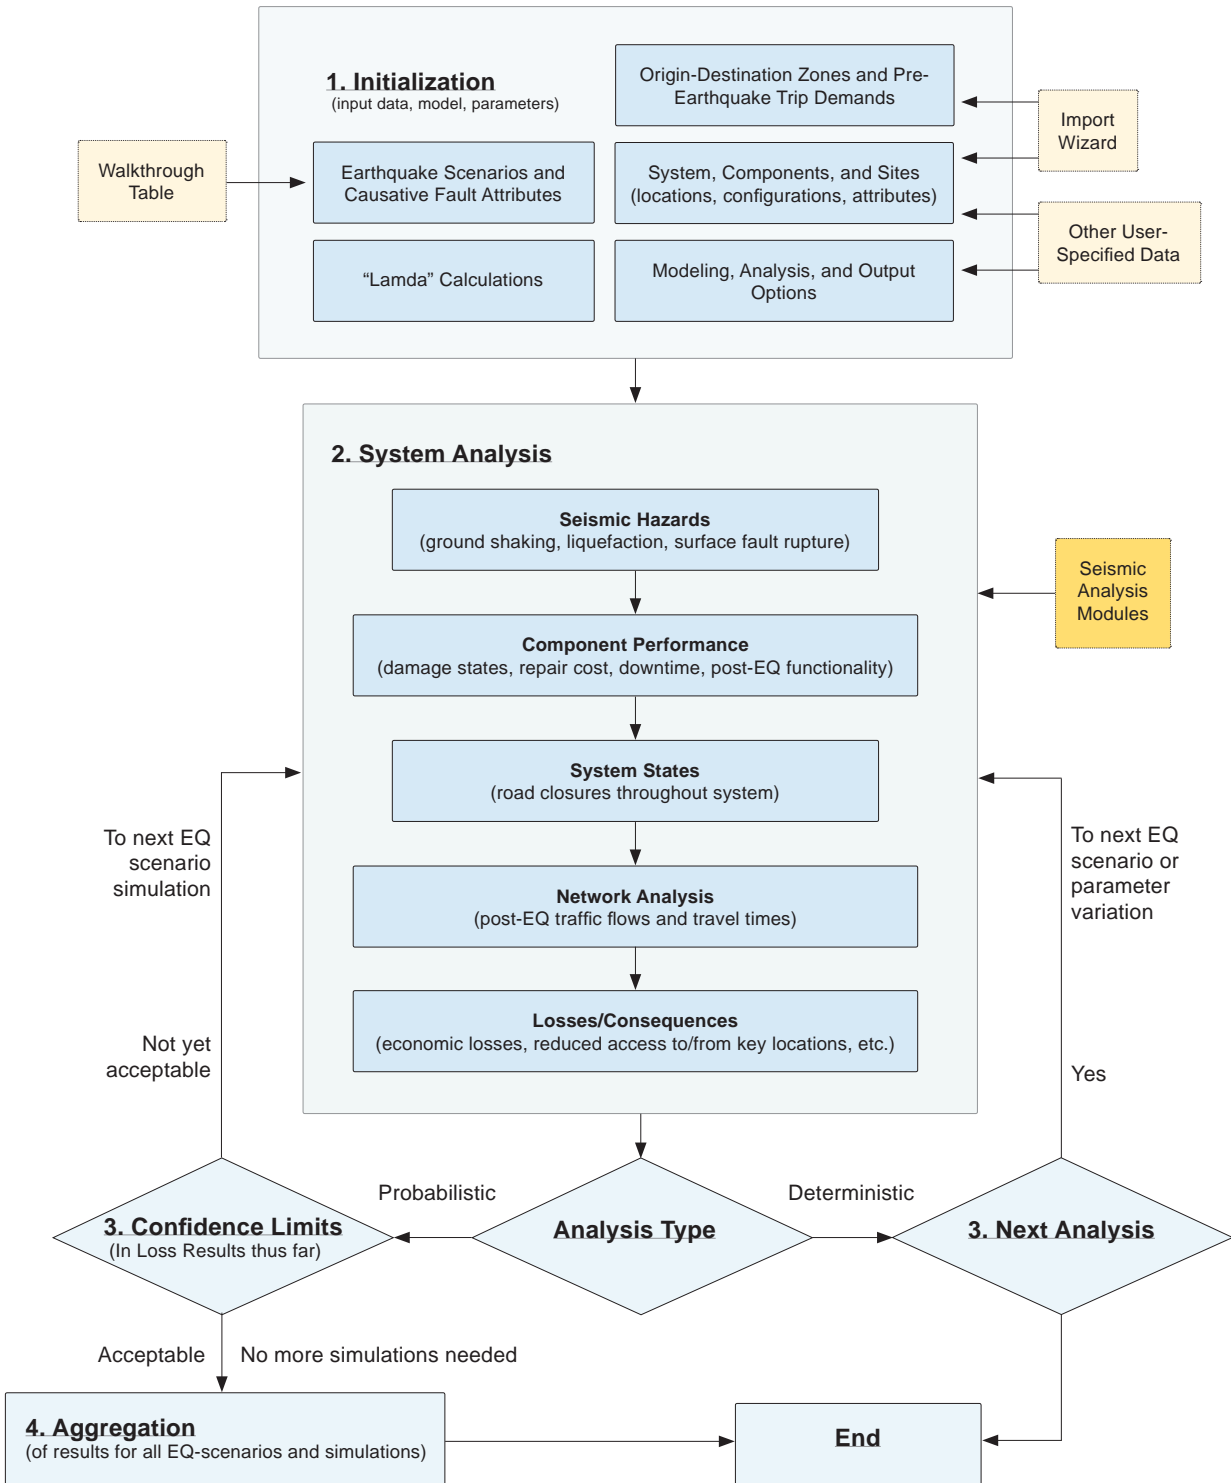 1. Initialization
(input data, model, parameters)
Origin-Destination Zones and Pre-
Earthquake Trip Demands
Import
Wizard
Walkthrough
Table
Earthquake Scenarios and
Causative Fault Attributes
System, Components, and Sites
(locations, configurations, attributes)
Other User-
Specified Data
“Lamda” Calculations
Modeling, Analysis, and Output
Options
2. System Analysis
Seismic Hazards
(ground shaking, liquefaction, surface fault rupture)
Seismic
Analysis
Modules
Component Performance
(damage states, repair cost, downtime, post-EQ functionality)
System States
(road closures throughout system)
To next EQ
scenario
simulation
To next EQ
scenario or
parameter
variation
Network Analysis
(post-EQ traffic flows and travel times)
Losses/Consequences
(economic losses, reduced access to/from key locations, etc.)
Not yet
acceptable
Yes
Probabilistic
Deterministic
3. Confidence Limits
(In Loss Results thus far)
Analysis Type
3. Next Analysis
Acceptable
No more simulations needed
4. Aggregation
(of results for all EQ-scenarios and simulations)
End